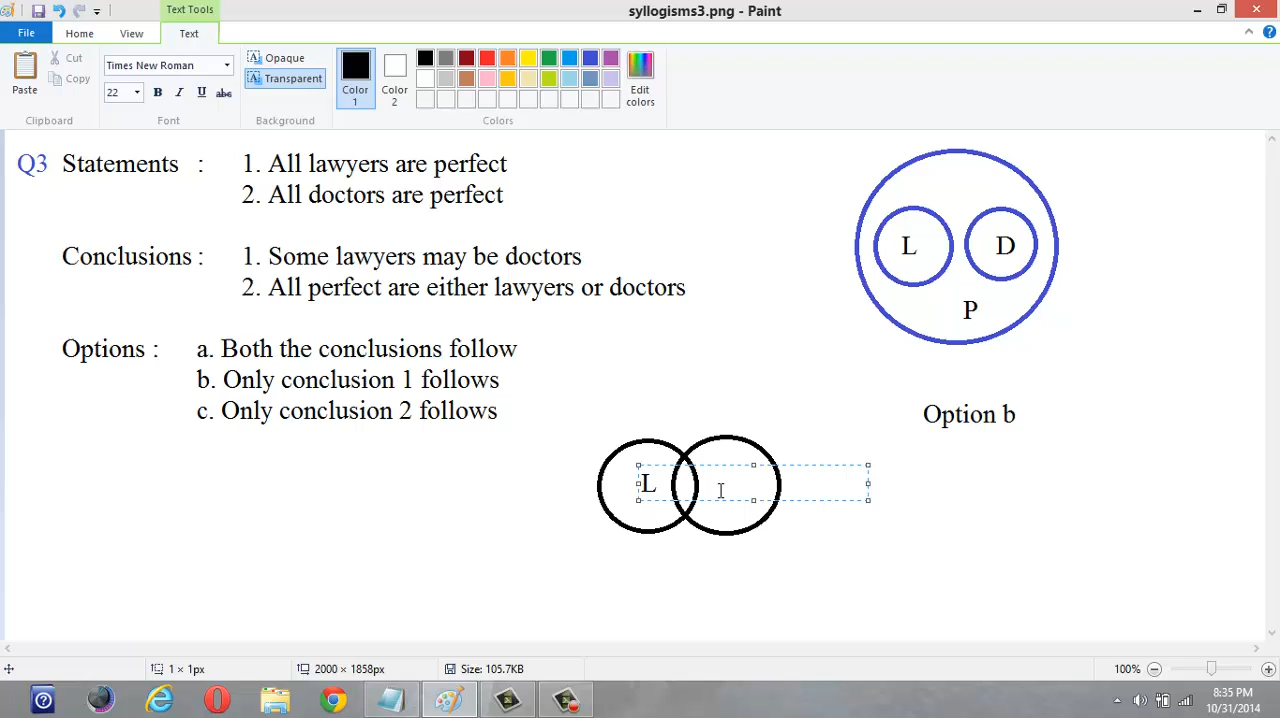 syllogisms3.png - Paint
Text Tools
File
Home
View
Text
Paste
Cut
Copy
Clipboard
Times New Roman
22
B I U abc
Font
Opaque
Transparent
Background
Color 1
Color 2
Edit colors
Colors
Q3 Statements : 1. All lawyers are perfect
2. All doctors are perfect
Conclusions : 1. Some lawyers may be doctors
2. All perfect are either lawyers or doctors
Options : a. Both the conclusions follow
b. Only conclusion 1 follows
c. Only conclusion 2 follows
L D
P
Option b
L
1 × 1px
2000 × 1858px
Size: 105.7KB
100%
8:35 PM
10/31/2014